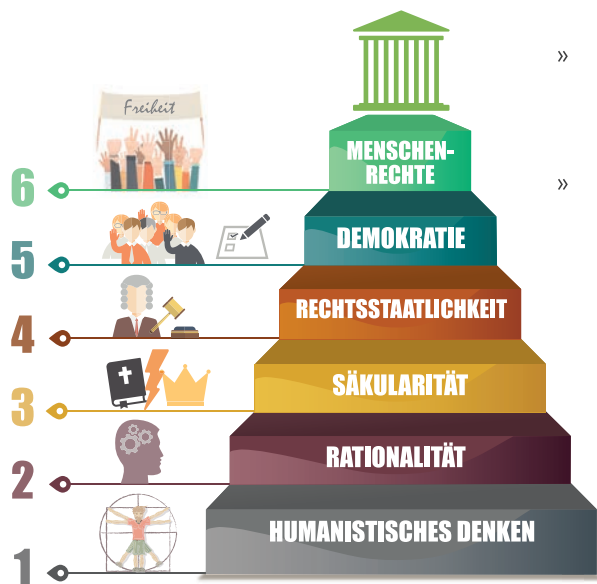 »
Freiheit
MENSCHEN-
RECHTE
»
6
DEMOKRATIE
5
RECHTSSTAATLICHKEIT
4
SÄKULARITÄT
3
RATIONALITÄT
2
HUMANISTISCHES DENKEN
1